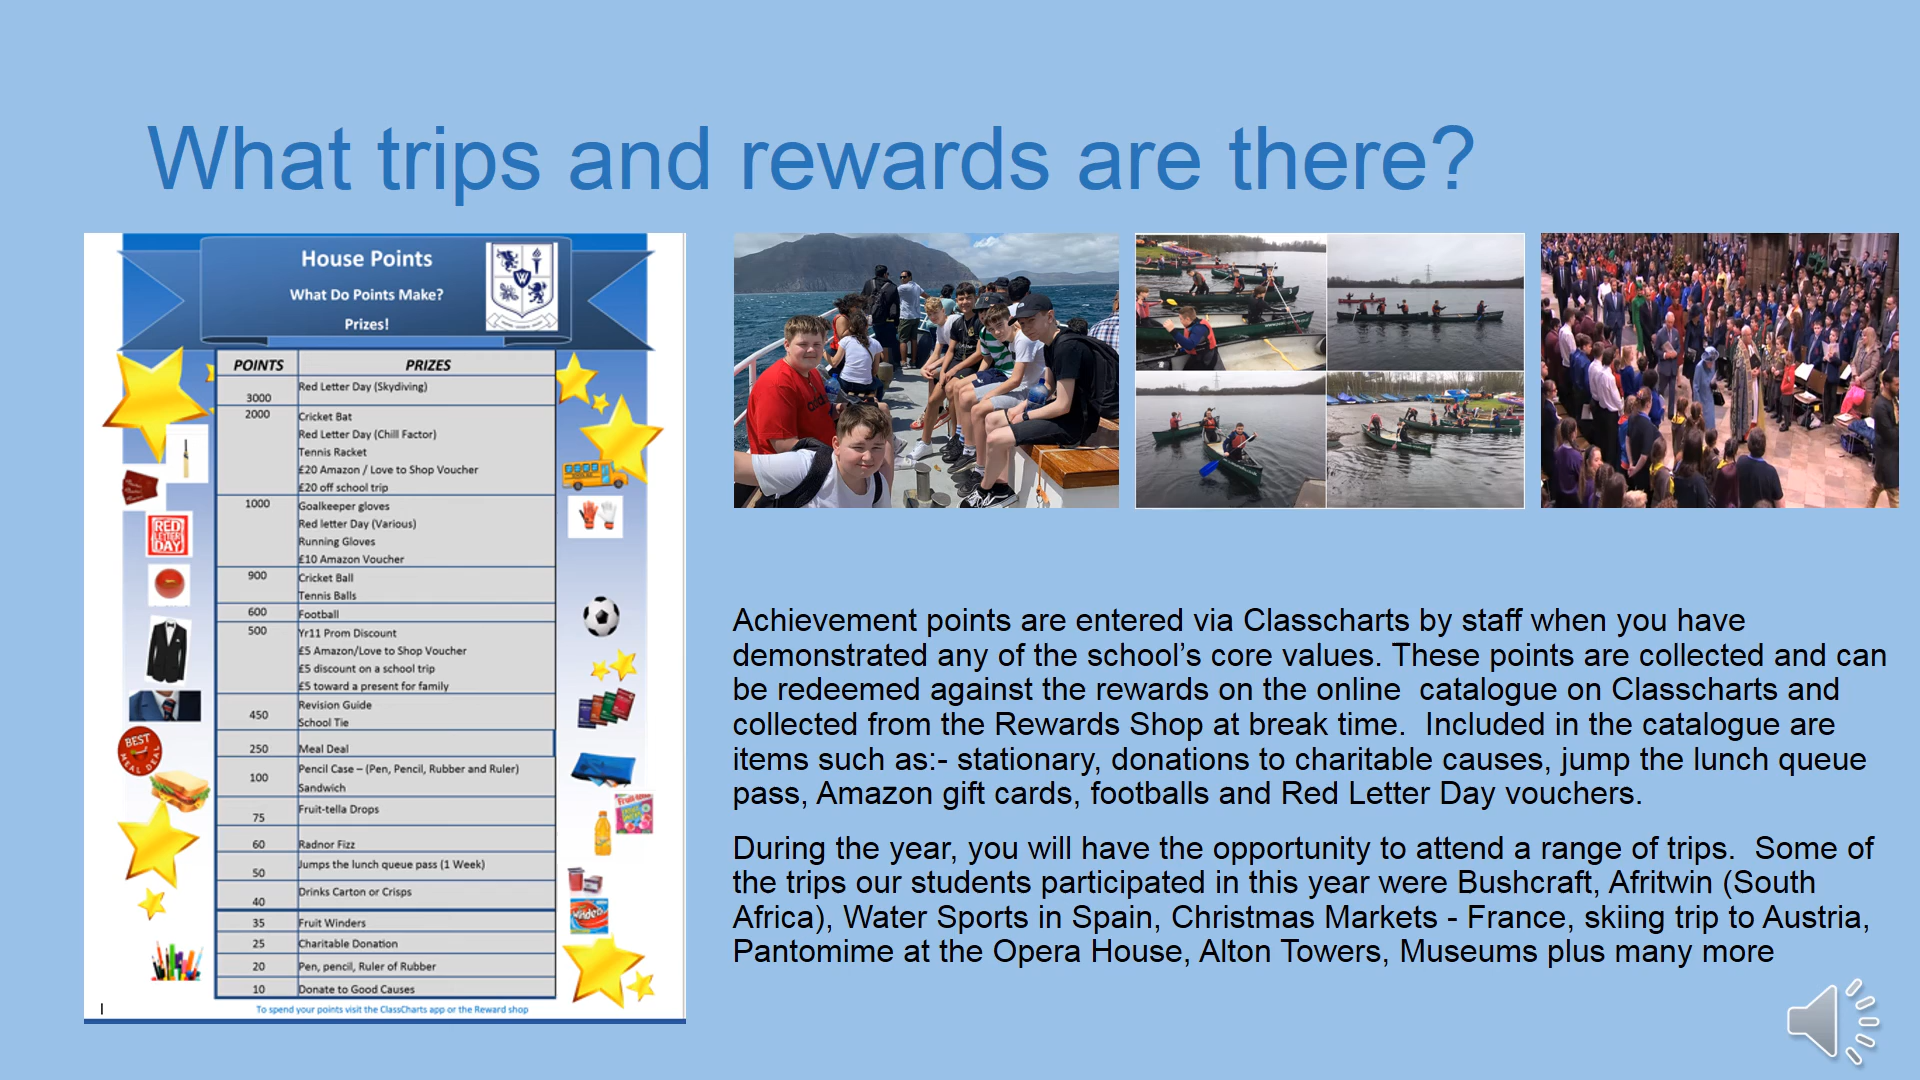 What trips and rewards are there?
House Points
What Do Points Make?
Prizes!
POINTS PRIZES
3000 Red Letter Day (Skydiving)
2000 Cricket Bat
Red Letter Day (Chill Factor)
Tennis Racket
£20 Amazon / Love to Shop Voucher
£20 off school trip
1000 Goalkeeper gloves
Red letter Day (Various)
Running Gloves
£10 Amazon Voucher
900 Cricket Ball
Tennis Balls
600 Football
500 Yr11 Prom Discount
£5 Amazon/Love to Shop Voucher
£5 discount on a school trip
£5 toward a present for family
450 Revision Guide
School Tie
250 Meal Deal
100 Pencil Case – (Pen, Pencil, Rubber and Ruler)
Sandwich
75 Fruit-tella Drops
60 Radnor Fizz
50 Jumps the lunch queue pass (1 Week)
40 Drinks Carton or Crisps
35 Fruit Winders
25 Charitable Donation
20 Pen, pencil, Ruler of Rubber
10 Donate to Good Causes
To spend your points visit the ClassCharts app or the Reward shop
RED
LETTER
DAY
BEST
MEAL DEAL
Achievement points are entered via Classcharts by staff when you have
demonstrated any of the school’s core values. These points are collected and can
be redeemed against the rewards on the online catalogue on Classcharts and
collected from the Rewards Shop at break time. Included in the catalogue are
items such as:- stationary, donations to charitable causes, jump the lunch queue
pass, Amazon gift cards, footballs and Red Letter Day vouchers.
During the year, you will have the opportunity to attend a range of trips. Some of
the trips our students participated in this year were Bushcraft, Afritwin (South
Africa), Water Sports in Spain, Christmas Markets - France, skiing trip to Austria,
Pantomime at the Opera House, Alton Towers, Museums plus many more